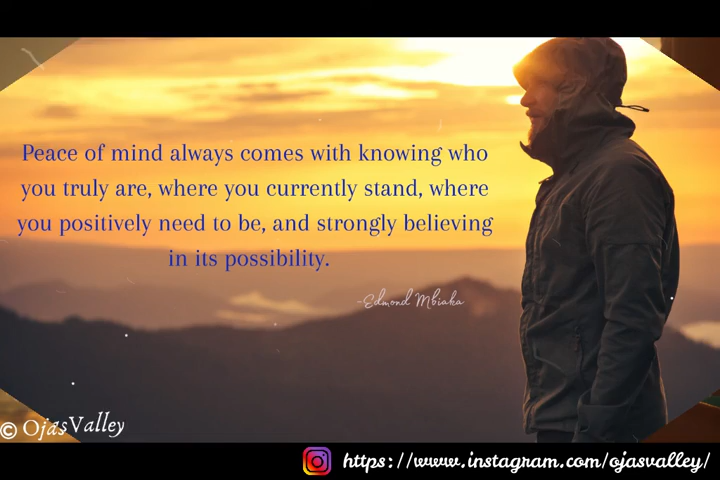 Peace of mind always comes with knowing who
you truly are, where you currently stand, where
you positively need to be, and strongly believing
in its possibility.
-Edmond Mbiaka
© OjasValley
https://www.instagram.com/ojasvalley/